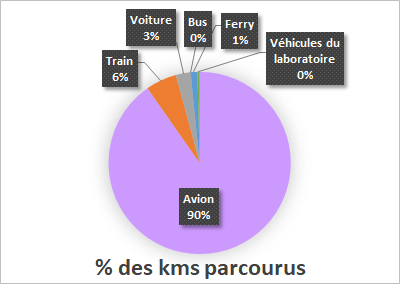 Voiture
3%
Bus
0%
Ferry
1%
Véhicules du
laboratoire
0%
Train
6%
Avion
90%
% des kms parcourus